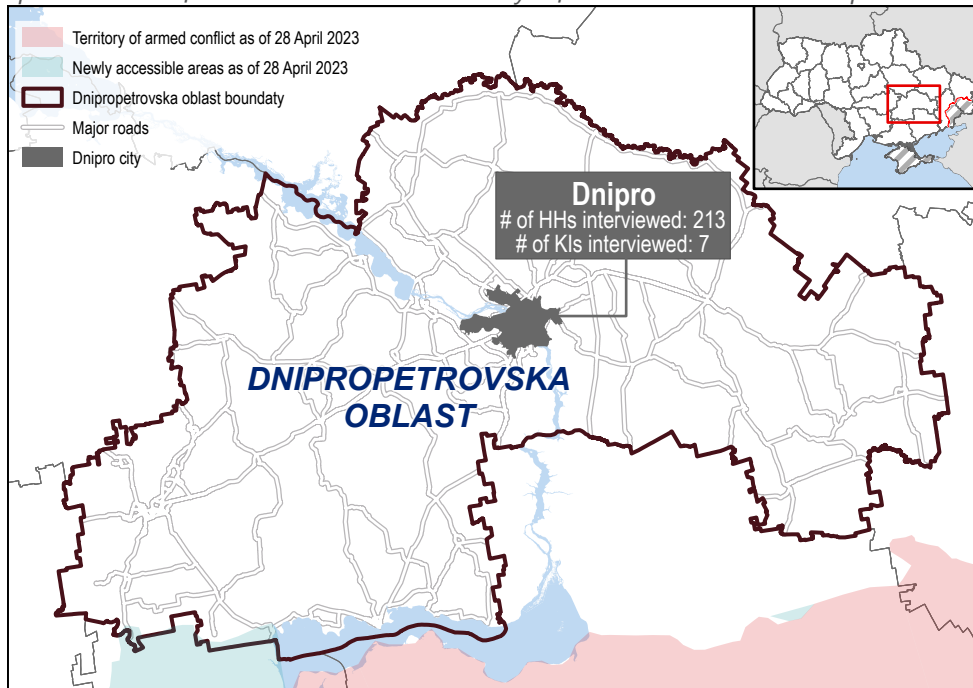 Territory of armed conflict as of 28 April 2023
Newly accessible areas as of 28 April 2023
Dnipropetrovska oblast boundaty
Major roads
Dnipro city
Dnipro
# of HHs interviewed: 213
# of KIs interviewed: 7
DNIPROPETROVSKA
OBLAST